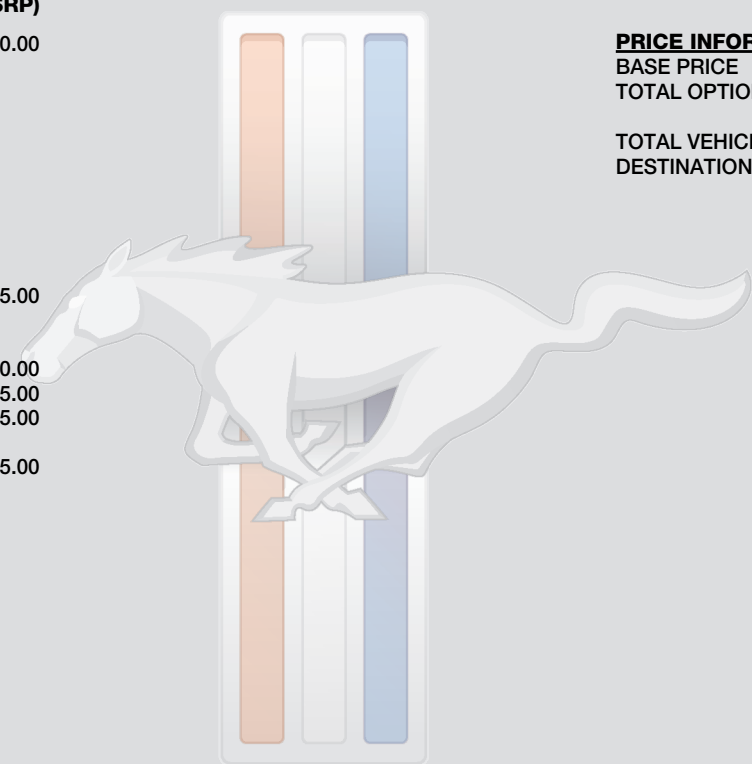 SRP)
0.00
5.00
0.00
5.00
5.00
5.00
PRICE INFOR
BASE PRICE
TOTAL OPTION
TOTAL VEHICL
DESTINATION